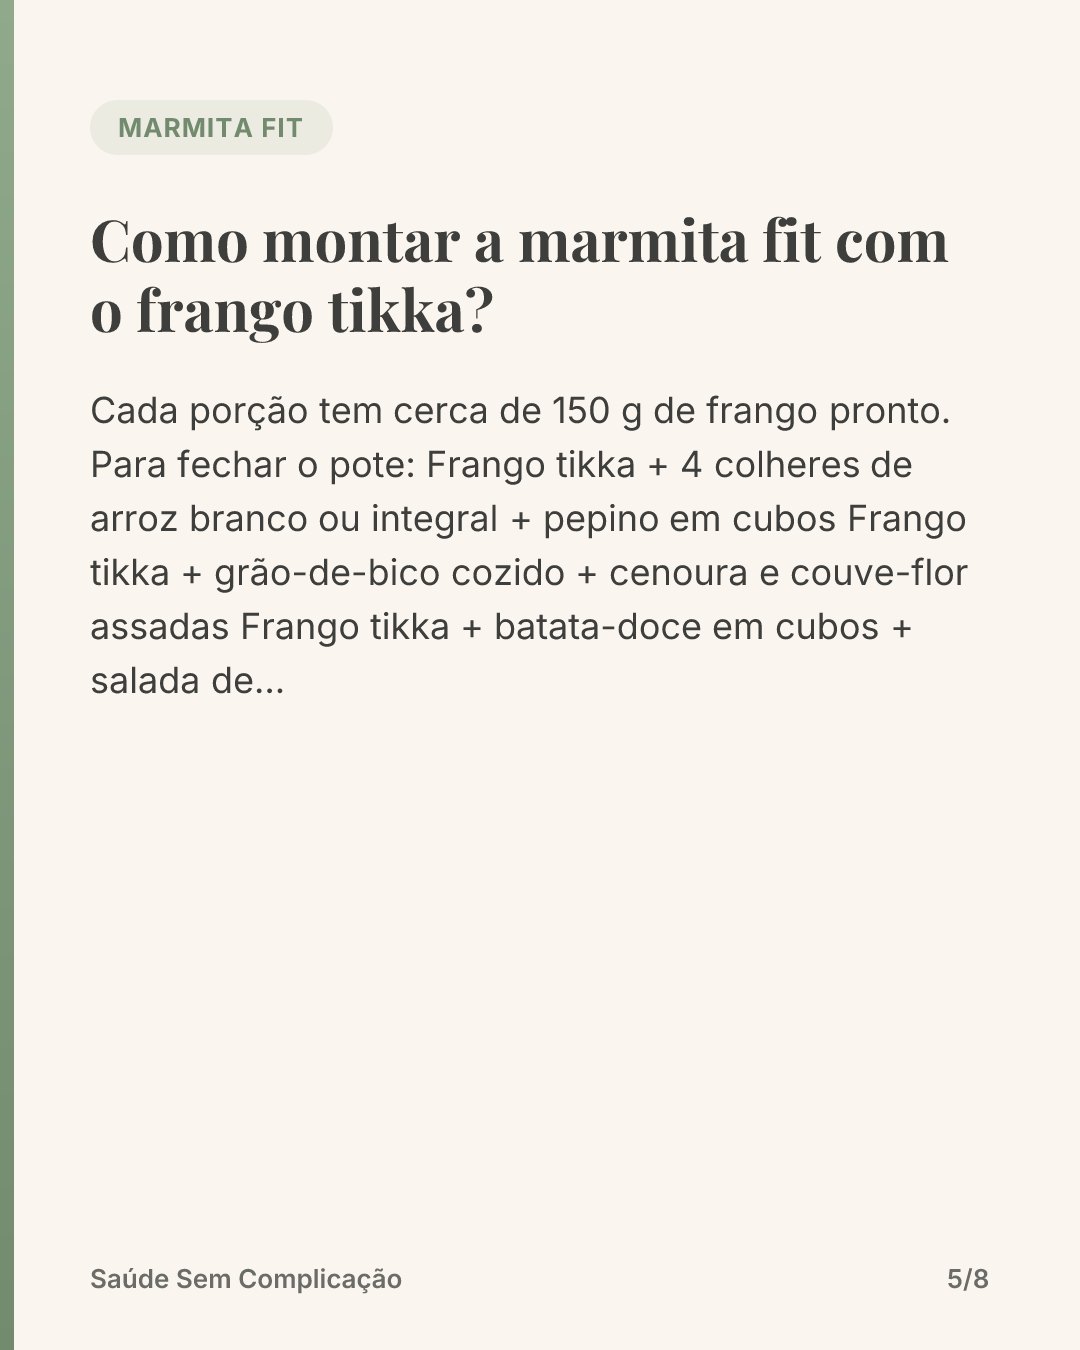 MARMITA FIT
Como montar a marmita fit com
o frango tikka?
Cada porção tem cerca de 150 g de frango pronto.
Para fechar o pote: Frango tikka + 4 colheres de
arroz branco ou integral + pepino em cubos Frango
tikka + grão-de-bico cozido + cenoura e couve-flor
assadas Frango tikka + batata-doce em cubos +
salada de...
Saúde Sem Complicação
5/8